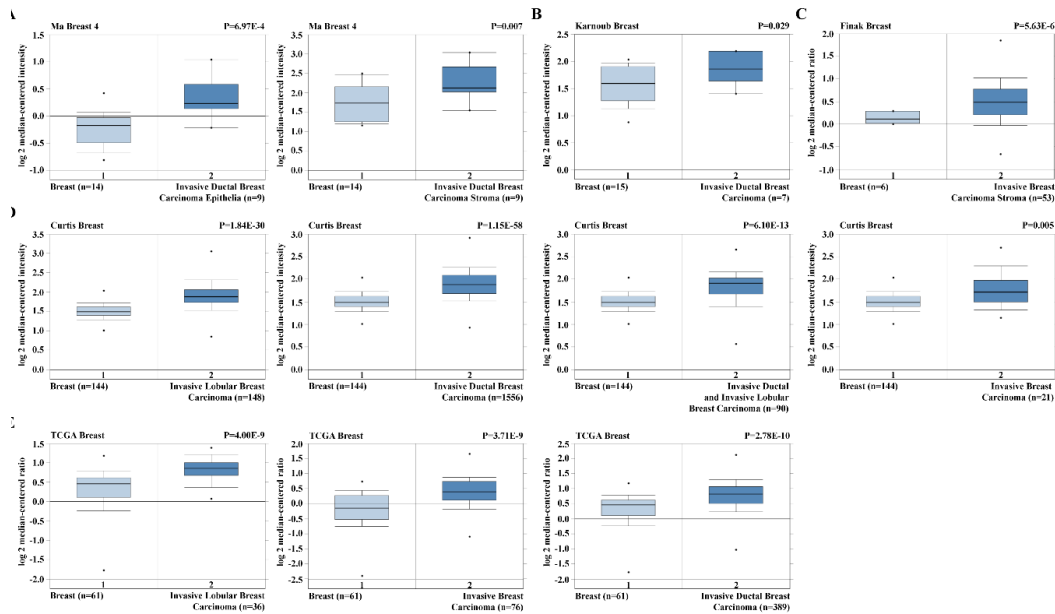 A
Ma Breast 4 P=6.97E-4
log 2 median-centered intensity
1.5
1.0
0.5
0.0
0.5
-1.0
1 2
Breast (n=14) Invasive Ductal Breast
Carcinoma Epithelia (n=9)
Ma Breast 4 P=0.007
log 2 median-centered intensity
3.5
3.0
2.5
2.0
1.5
1.0
0.5
0.0
1 2
Breast (n=14) Invasive Ductal Breast
Carcinoma Stroma (n=9)
B
Karnoub Breast P=0.029
log 2 median-centered intensity
2.5
2.0
1.5
1.0
0.5
0.0
1 2
Breast (n=15) Invasive Ductal Breast
Carcinoma (n=7)
C
Finak Breast P=5.63E-6
log 2 median-centered ratio
2.0
1.5
1.0
0.5
0.0
0.5
1.0
1 2
Breast (n=6) Invasive Breast
Carcinoma Stroma (n=53)
Curtis Breast P=1.84E-30
log 2 median-centered intensity
3.5
3.0
2.5
2.0
1.5
1.0
0.5
0.0
1 2
Breast (n=144) Invasive Lobular Breast
Carcinoma (n=148)
Curtis Breast P=1.15E-58
log 2 median-centered intensity
3.0
2.5
2.0
1.5
1.0
0.5
0.0
1 2
Breast (n=144) Invasive Ductal Breast
Carcinoma (n=1556)
Curtis Breast P=6.10E-13
log 2 median-centered intensity
3.0
2.5
2.0
1.5
1.0
0.5
0.0
1 2
Breast (n=144) Invasive Ductal
and Invasive Lobular
Breast Carcinoma (n=90)
Curtis Breast P=0.005
log 2 median-centered intensity
3.0
2.5
2.0
1.5
1.0
0.5
0.0
1 2
Breast (n=144) Invasive Breast
Carcinoma (n=21)
TCGA Breast P=4.00E-9
log 2 median-centered ratio
1.5
1.0
0.5
0.0
-0.5
-1.0
-1.5
-2.0
1 2
Breast (n=61) Invasive Lobular Breast
Carcinoma (n=36)
TCGA Breast P=3.71E-9
log 2 median-centered ratio
2.0
1.5
1.0
0.5
0.0
-0.5
-1.0
-1.5
-2.0
-2.5
1 2
Breast (n=61) Invasive Breast
Carcinoma (n=76)
TCGA Breast P=2.78E-10
log 2 median-centered ratio
2.5
2.0
1.5
1.0
0.5
0.0
-0.5
-1.0
-1.5
-2.0
1 2
Breast (n=61) Invasive Ductal Breast
Carcinoma (n=389)